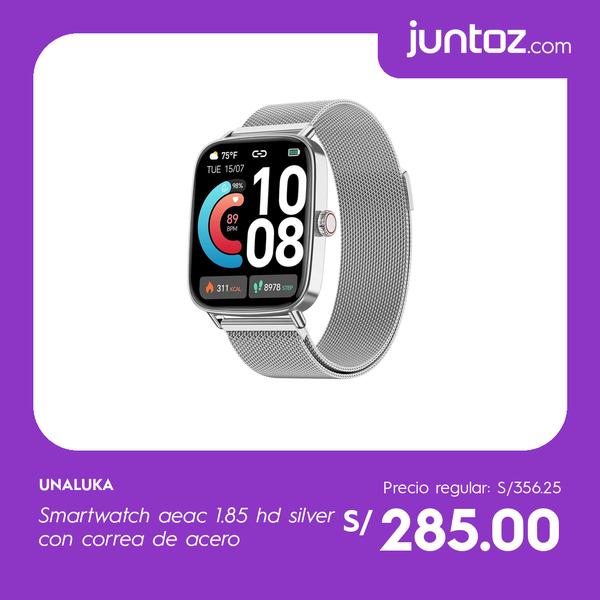 juntoz.com
75°F
TUE 15/07
98%
10
89
BPM
08
311 KCAL
8978 STEP
UNALUKA
Precio regular: S/356.25
Smartwatch aeac 1.85 hd silver
con correa de acero
S/ 285.00